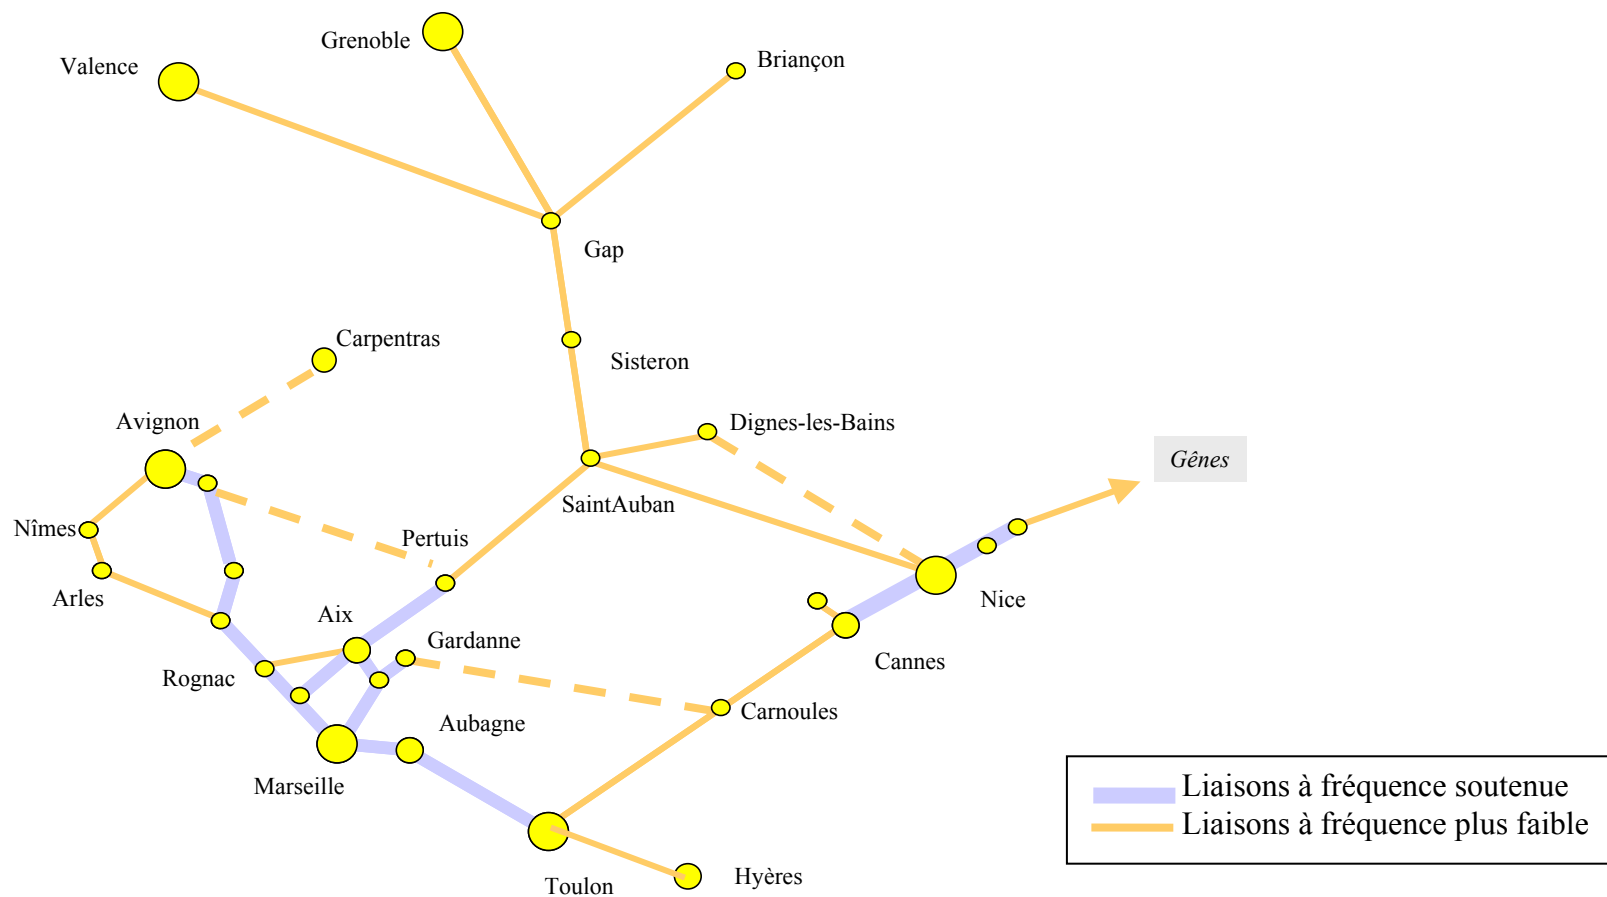 Grenoble
Briançon
Valence
Gap
Carpentras
Sisteron
Avignon
Dignes-les-Bains
Gênes
SaintAuban
Nîmes
Pertuis
Arles
Nice
Aix
Gardanne
Cannes
Rognac
Carnoules
Aubagne
Marseille
Liaisons à fréquence soutenue
Liaisons à fréquence plus faible
Hyères
Toulon